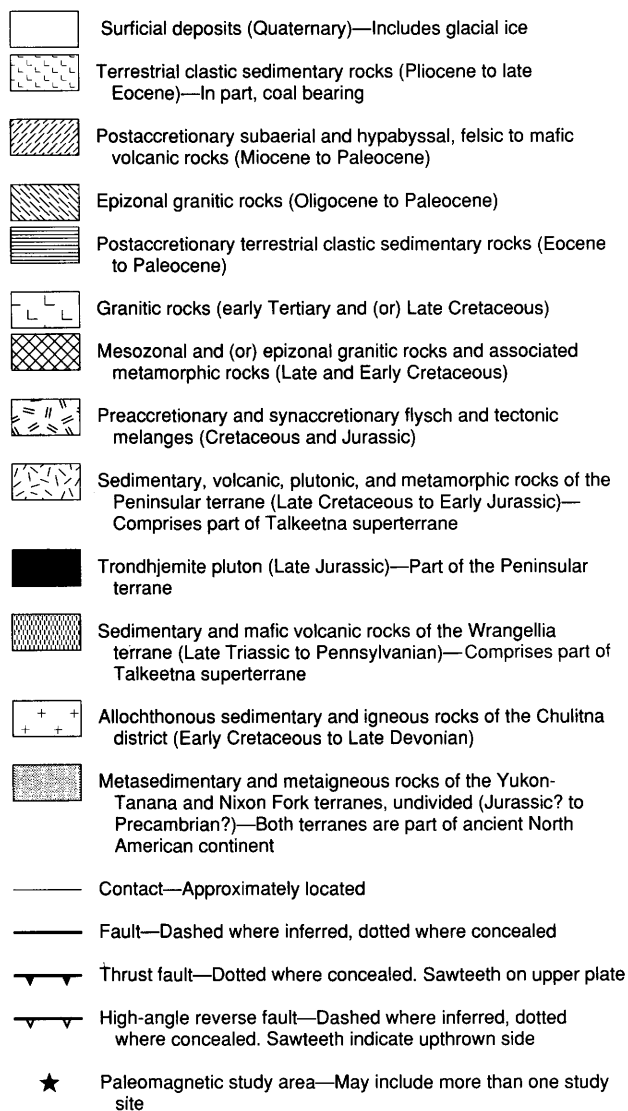 Surficial deposits (Quaternary)—Includes glacial ice
Terrestrial clastic sedimentary rocks (Pliocene to late
Eocene)—In part, coal bearing
Postaccretionary subaerial and hypabyssal, felsic to mafic
volcanic rocks (Miocene to Paleocene)
Epizonal granitic rocks (Oligocene to Paleocene)
Postaccretionary terrestrial clastic sedimentary rocks (Eocene
to Paleocene)
Granitic rocks (early Tertiary and (or) Late Cretaceous)
Mesozonal and (or) epizonal granitic rocks and associated
metamorphic rocks (Late and Early Cretaceous)
Preaccretionary and synaccretionary flysch and tectonic
melanges (Cretaceous and Jurassic)
Sedimentary, volcanic, plutonic, and metamorphic rocks of the
Peninsular terrane (Late Cretaceous to Early Jurassic)—
Comprises part of Talkeetna superterrane
Trondhjemite pluton (Late Jurassic)—Part of the Peninsular
terrane
Sedimentary and mafic volcanic rocks of the Wrangellia
terrane (Late Triassic to Pennsylvanian)—Comprises part of
Talkeetna superterrane
Allochthonous sedimentary and igneous rocks of the Chulitna
district (Early Cretaceous to Late Devonian)
Metasedimentary and metaigneous rocks of the Yukon-
Tanana and Nixon Fork terranes, undivided (Jurassic? to
Precambrian?)—Both terranes are part of ancient North
American continent
Contact—Approximately located
Fault—Dashed where inferred, dotted where concealed
Thrust fault—Dotted where concealed. Sawteeth on upper plate
High-angle reverse fault—Dashed where inferred, dotted
where concealed. Sawteeth indicate upthrown side
Paleomagnetic study area—May include more than one study
site